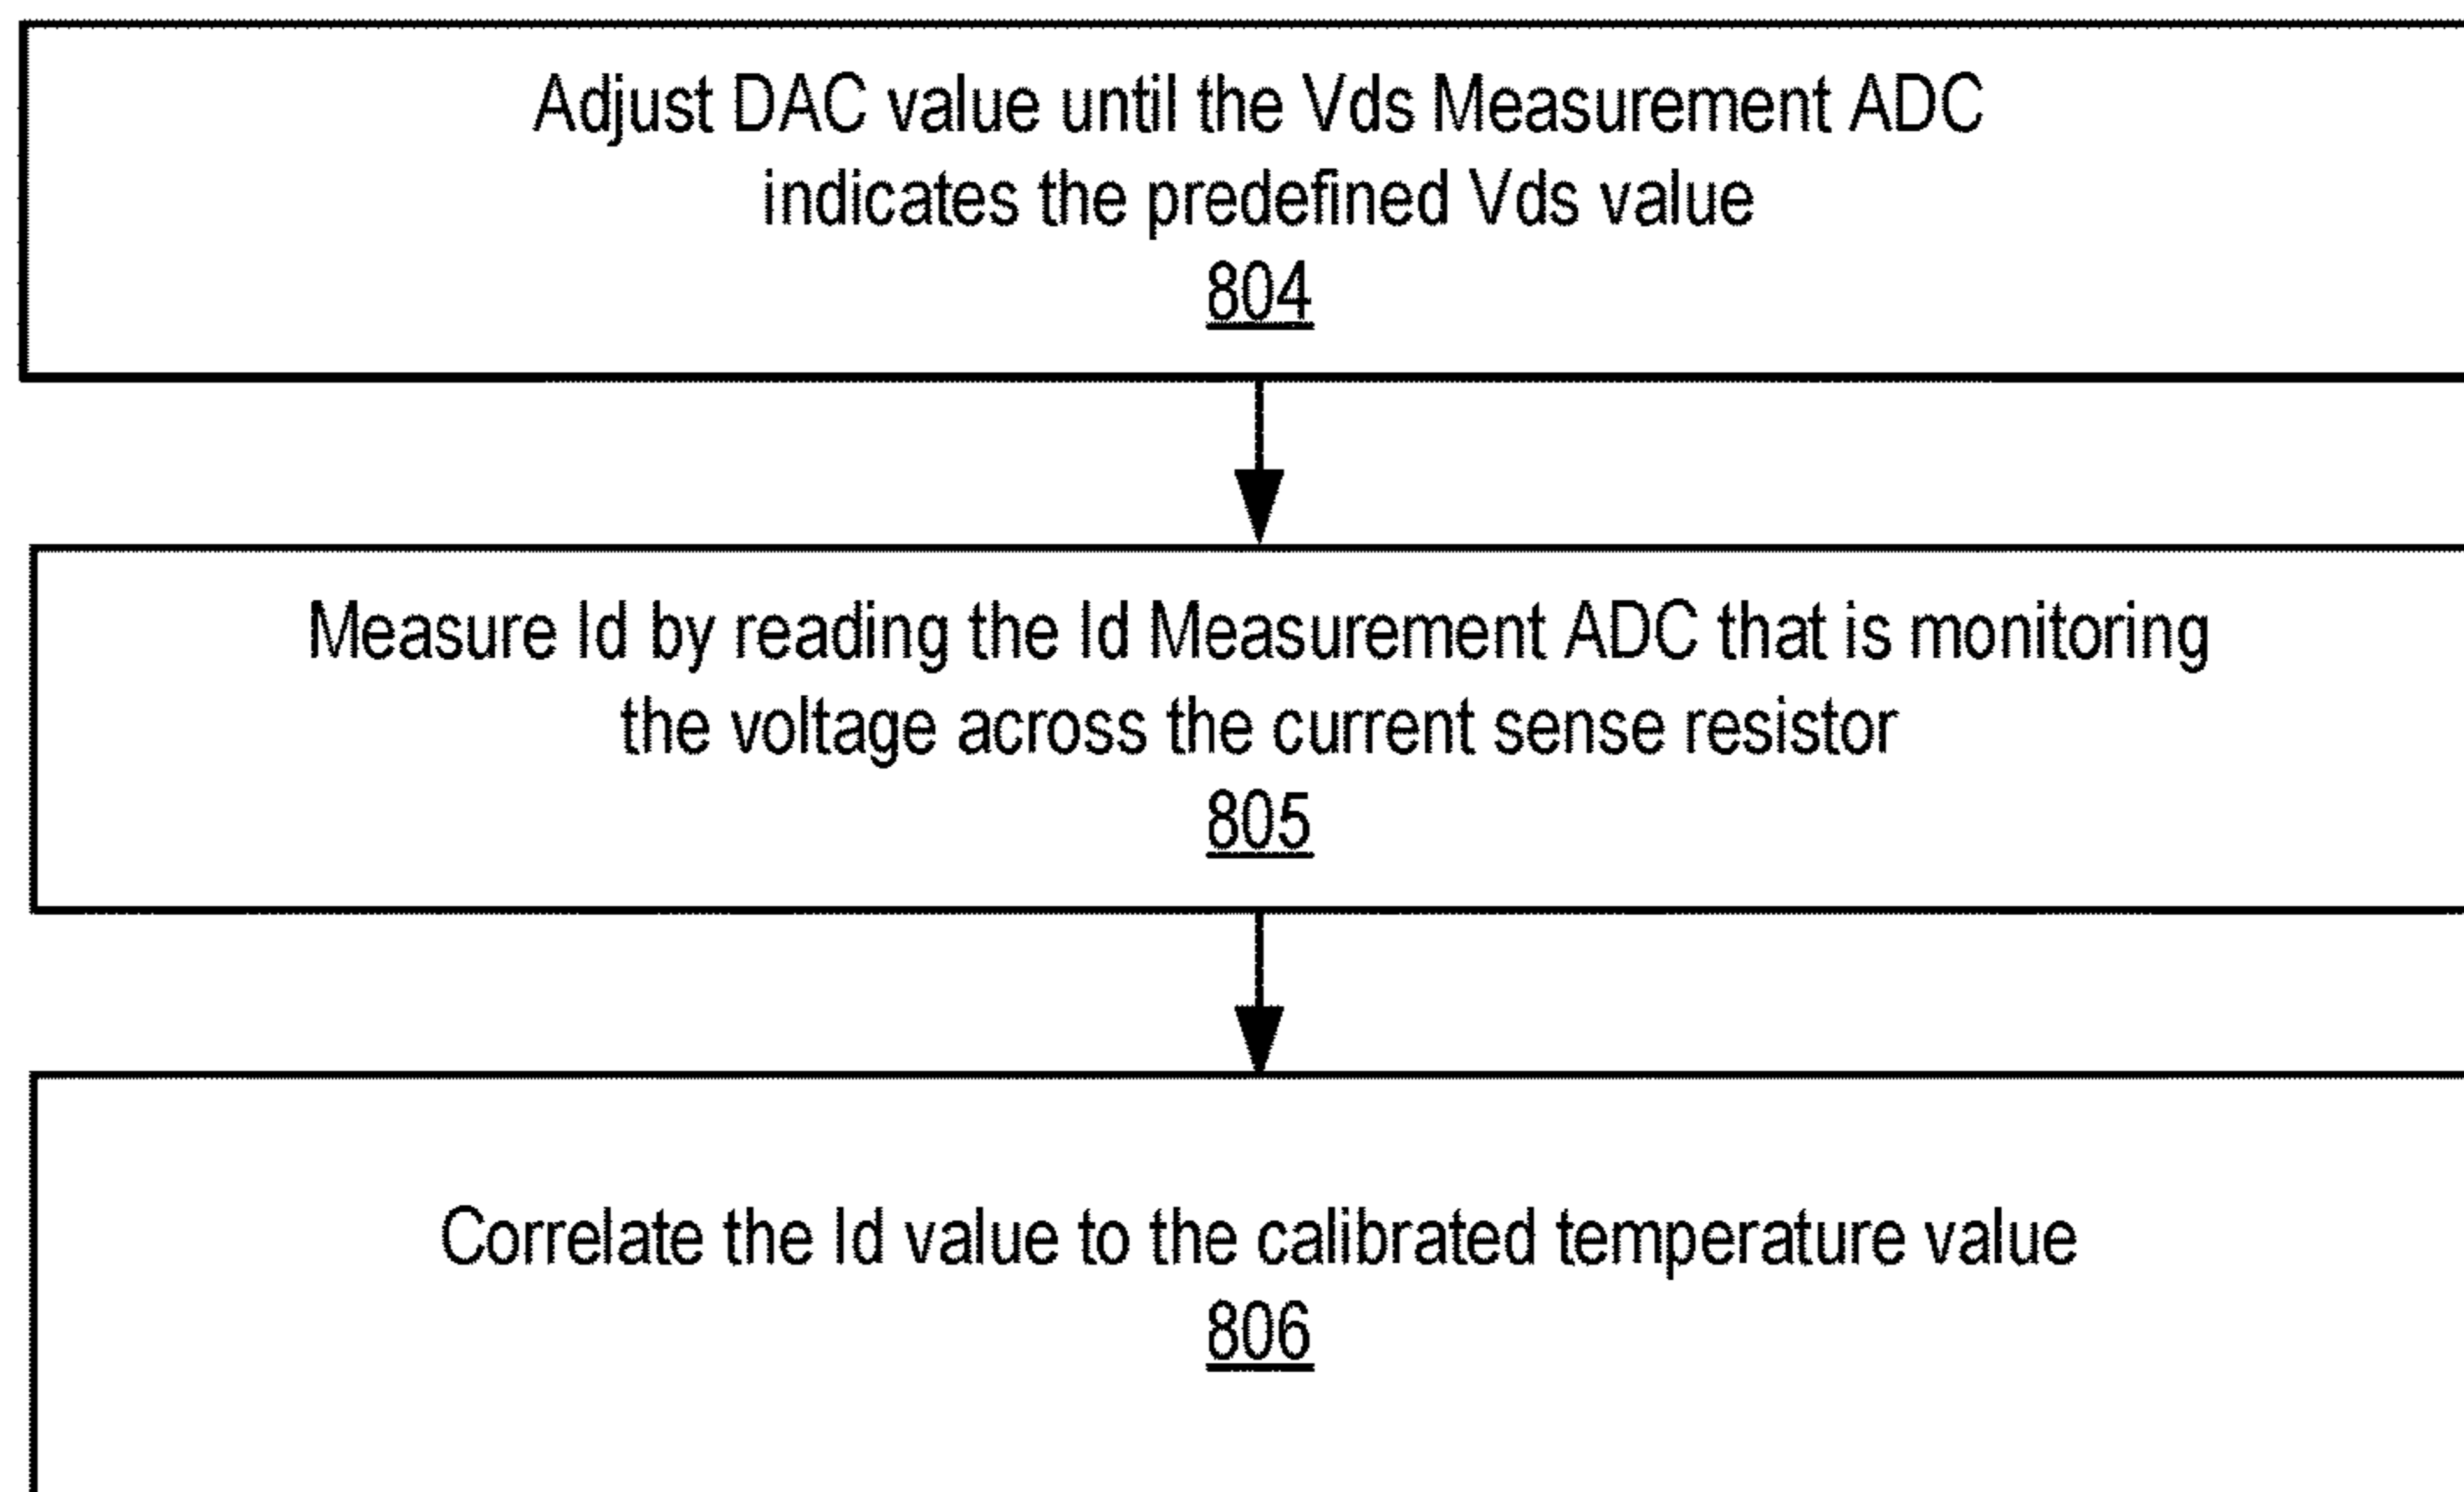 Adjust DAC value until the Vds Measurement ADC
indicates the predefined Vds value
804
Measure Id by reading the Id Measurement ADC that is monitoring
the voltage across the current sense resistor
805
Correlate the Id value to the calibrated temperature value
806